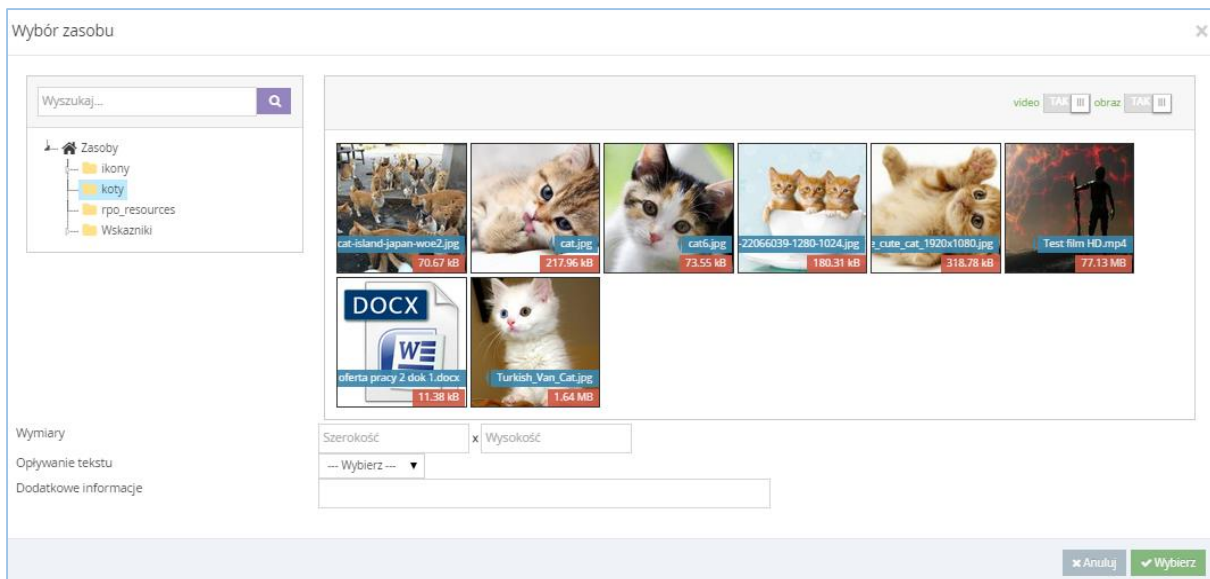 Wybór zasobu
Wyszukaj...
video TAK obraz TAK
Zasoby
ikony
koty
rpo_resources
Wskazniki
cat-island-japan-woe2.jpg
70.67 kB
cat.jpg
217.96 kB
cat6.jpg
73.55 kB
-22066039-1280-1024.jpg
180.31 kB
e_cute_cat_1920x1080.jpg
318.78 kB
Test film HD.mp4
77.13 MB
DOCX
W
oferta pracy 2 dok 1.docx
11.38 kB
Turkish_Van_Cat.jpg
1.64 MB
Wymiary
Szerokość x Wysokość
Opływanie tekstu
--- Wybierz ---
Dodatkowe informacje
Anuluj
Wybierz